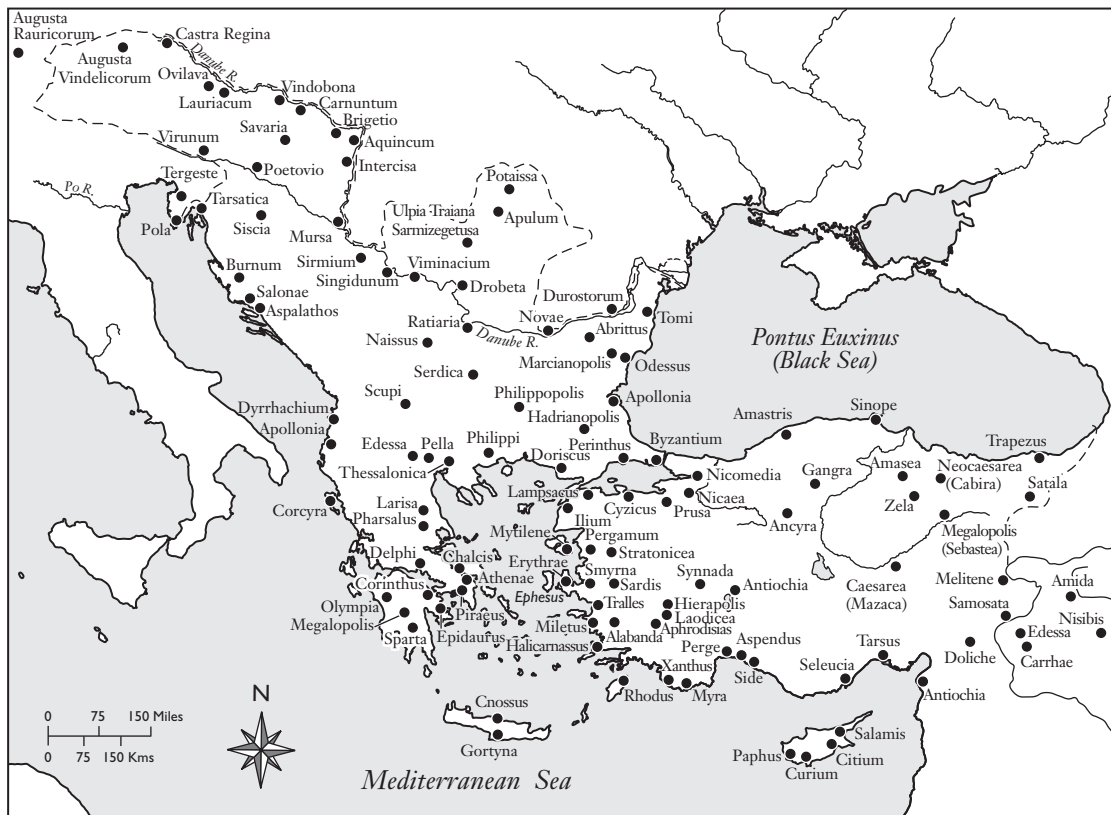 Augusta
Rauricorum
Castra Regina
Augusta
Vindelicorum
Danube R.
Ovilava
Lauriacum
Vindobona
Carnuntum
Brigetio
Savaria
Aquincum
Virunum
Poetovio
Intercisa
Po R.
Tergeste
Tarsatica
Pola
Siscia
Mursa
Potaissa
Ulpia Traiana
Sarmizegetusa
Apulum
Burnum
Sirmium
Singidunum
Viminacium
Drobeta
Salonae
Aspalathos
Durostorum
Ratiaria
Novae
Tomi
Naissus
Danube R.
Abrittus
Marcianopolis
Odessus
Pontus Euxinus
(Black Sea)
Serdica
Scupi
Philippopolis
Apollonia
Hadrianopolis
Dyrrhachium
Apollonia
Amastris
Sinope
Edessa
Pella
Philippi
Perinthus
Byzantium
Trapezus
Thessalonica
Doriscus
Nicomedia
Gangra
Amasea
Neocaesarea
(Cabira)
Satala
Lampsacus
Cyzicus
Nicaea
Prusa
Zela
Corcyra
Larisa
Pharsalus
Ilium
Ancyra
Megalopolis
(Sebastea)
Mytilene
Pergamum
Stratonicea
Delphi
Chalcis
Erythrae
Smyrna
Sardis
Synnada
Antiochia
Caesarea
(Mazaca)
Melitene
Amida
Corinthus
Athenae
Ephesus
Tralles
Hierapolis
Laodicea
Samosata
Nisibis
Olympia
Megalopolis
Piraeus
Epidaurus
Miletus
Alabanda
Aphrodisias
Aspendus
Tarsus
Edessa
Sparta
Halicarnassus
Perge
Doliche
Carrhae
Xanthus
Side
Seleucia
Rhodus
Myra
Antiochia
N
Cnossus
Gortyna
0 75 150 Miles
0 75 150 Kms
Salamis
Paphus
Citium
Curium
Mediterranean Sea